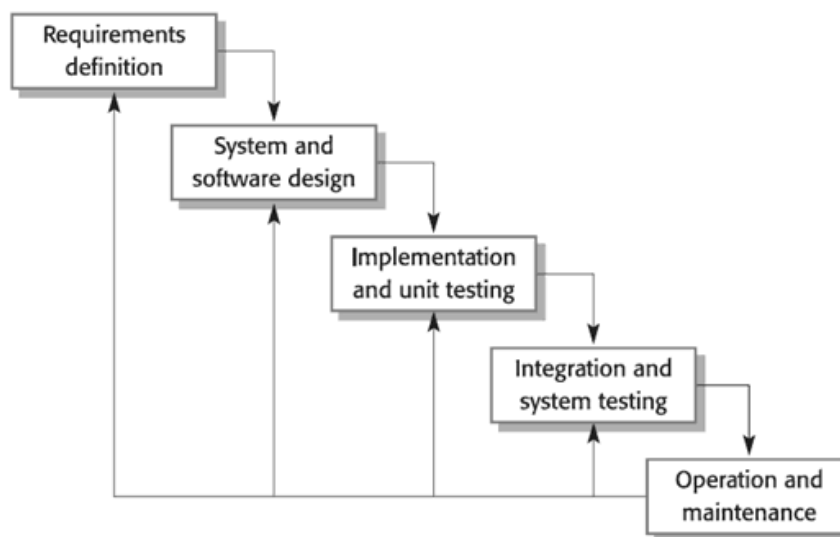 Requirements
definition
System and
software design
Implementation
and unit testing
Integration and
system testing
Operation and
maintenance